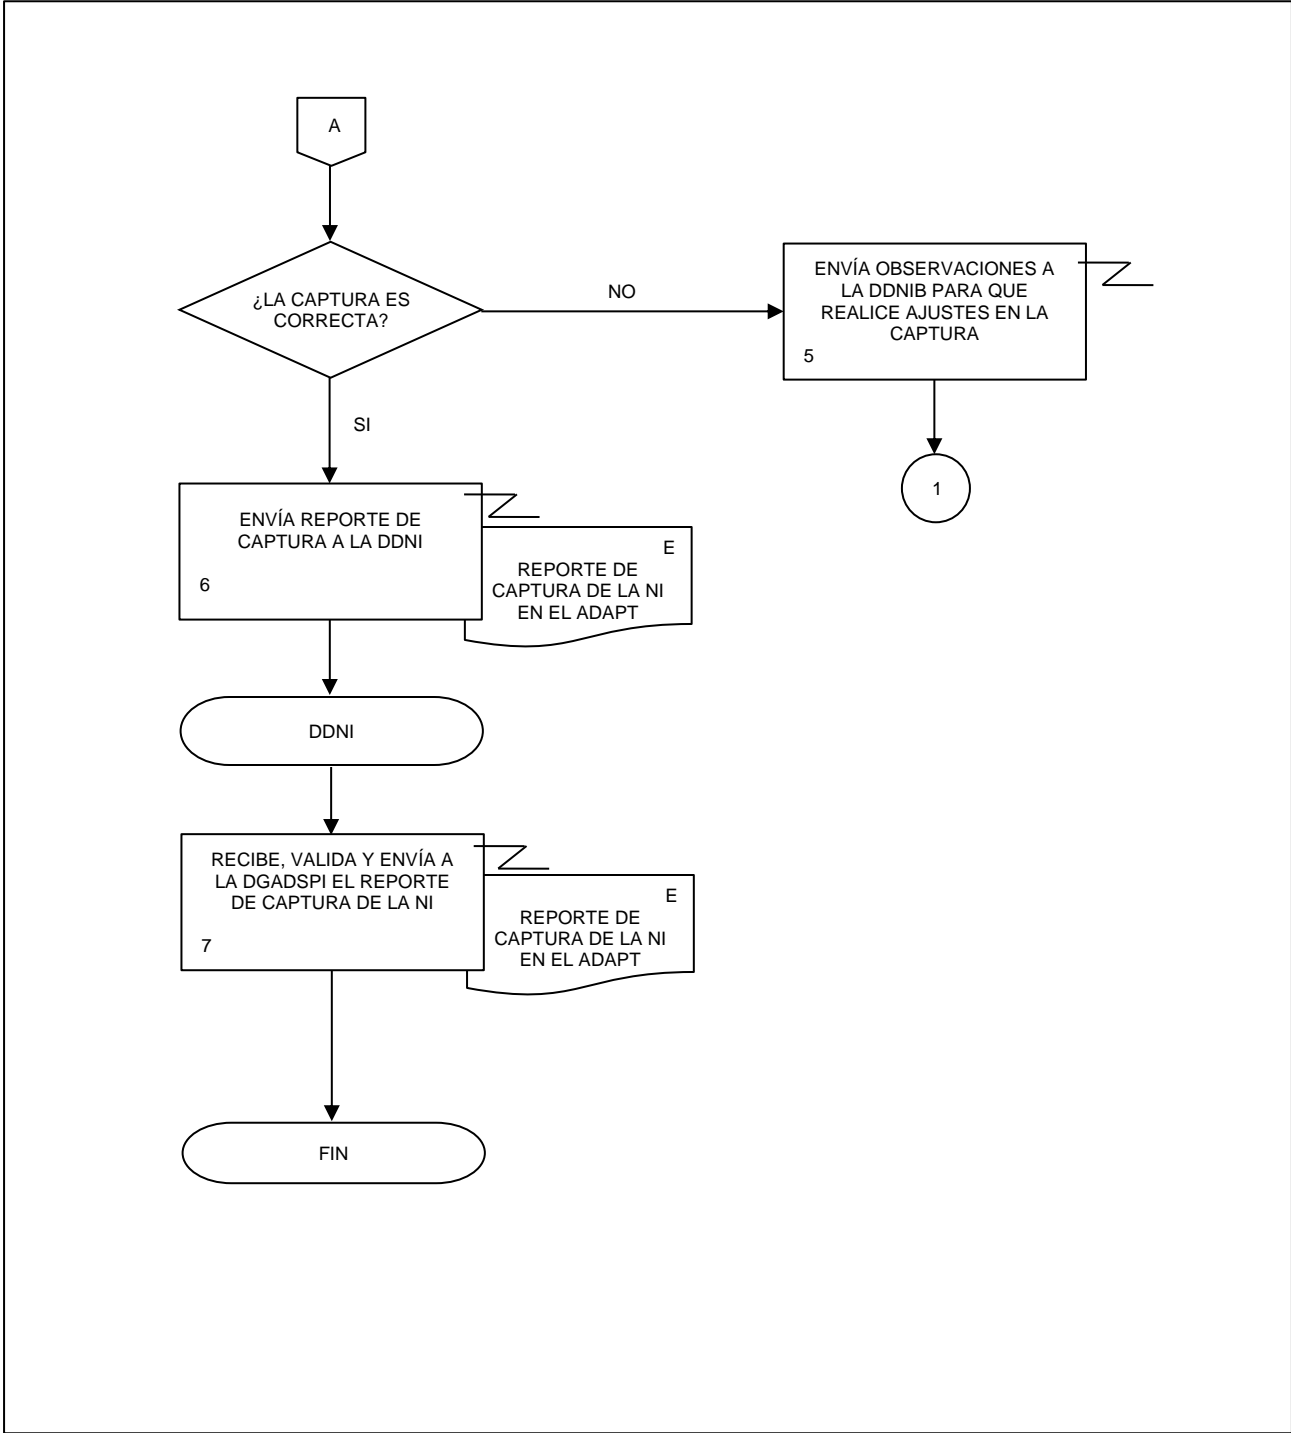 A
¿LA CAPTURA ES
CORRECTA?
NO
ENVÍA OBSERVACIONES A
LA DDNIB PARA QUE
REALICE AJUSTES EN LA
CAPTURA
5
1
SI
ENVÍA REPORTE DE
CAPTURA A LA DDNI
6
E
REPORTE DE
CAPTURA DE LA NI
EN EL ADAPT
DDNI
RECIBE, VALIDA Y ENVÍA A
LA DGADSPI EL REPORTE
DE CAPTURA DE LA NI
7
E
REPORTE DE
CAPTURA DE LA NI
EN EL ADAPT
FIN